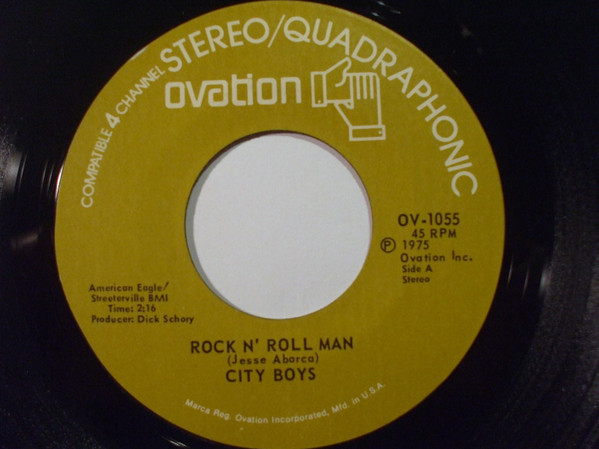 COMPATIBLE 4 CHANNEL STEREO/QUADRAPHONIC
ovation
OV-1055
45 RPM
Ⓟ 1975
Ovation Inc.
Side A
Stereo
American Eagle/
Streeterville BMI
Time: 2:16
Producer: Dick Schory
ROCK N' ROLL MAN
(Jesse Abarca)
CITY BOYS
Marca Reg. Ovation Incorporated, Mfd. in U.S.A.